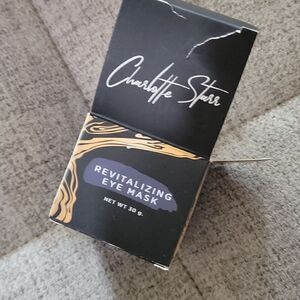 Charlotte Starr
REVITALIZING
EYE MASK
NET WT 30 g.